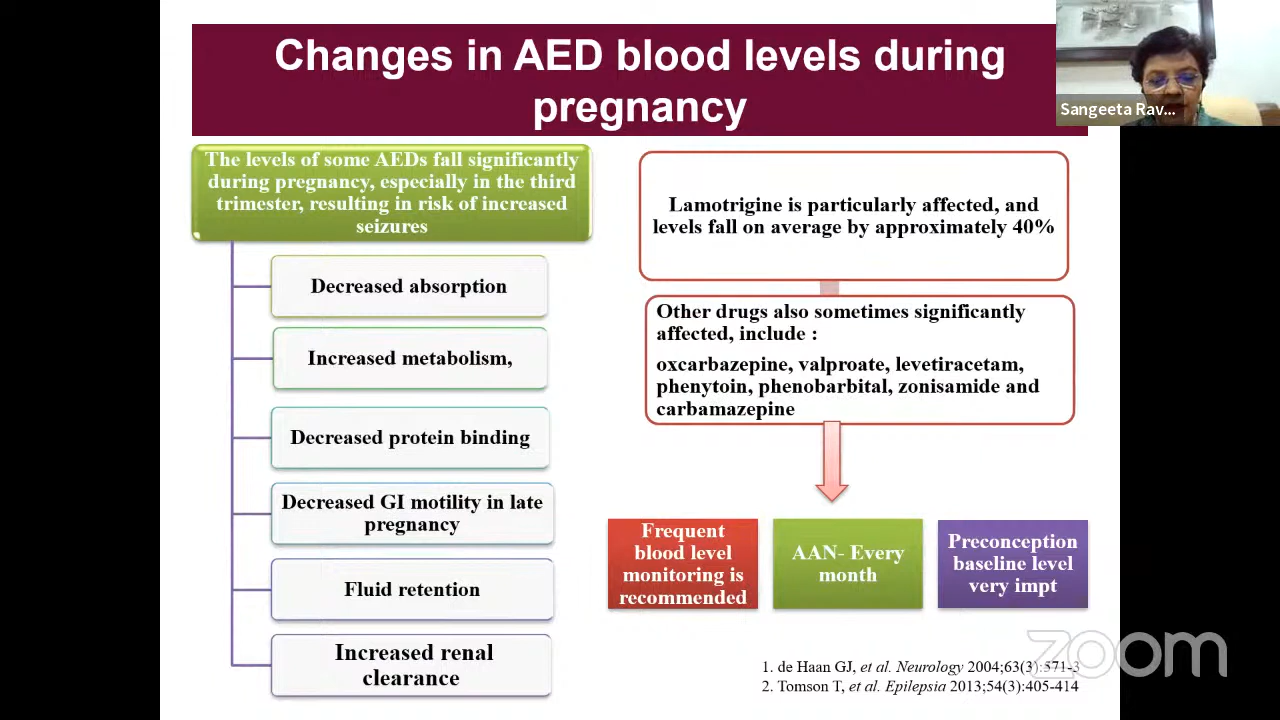 Changes in AED blood levels during
pregnancy
Sangeeta Rav...
The levels of some AEDs fall significantly
during pregnancy, especially in the third
trimester, resulting in risk of increased
seizures
Decreased absorption
Increased metabolism,
Decreased protein binding
Decreased GI motility in late
pregnancy
Fluid retention
Increased renal
clearance
Lamotrigine is particularly affected, and
levels fall on average by approximately 40%
Other drugs also sometimes significantly
affected, include :
oxcarbazepine, valproate, levetiracetam,
phenytoin, phenobarbital, zonisamide and
carbamazepine
Frequent
blood level
monitoring is
recommended
AAN- Every
month
Preconception
baseline level
very impt
1. de Haan GJ, et al. Neurology 2004;63(3):571-3
2. Tomson T, et al. Epilepsia 2013;54(3):405-414
zoom